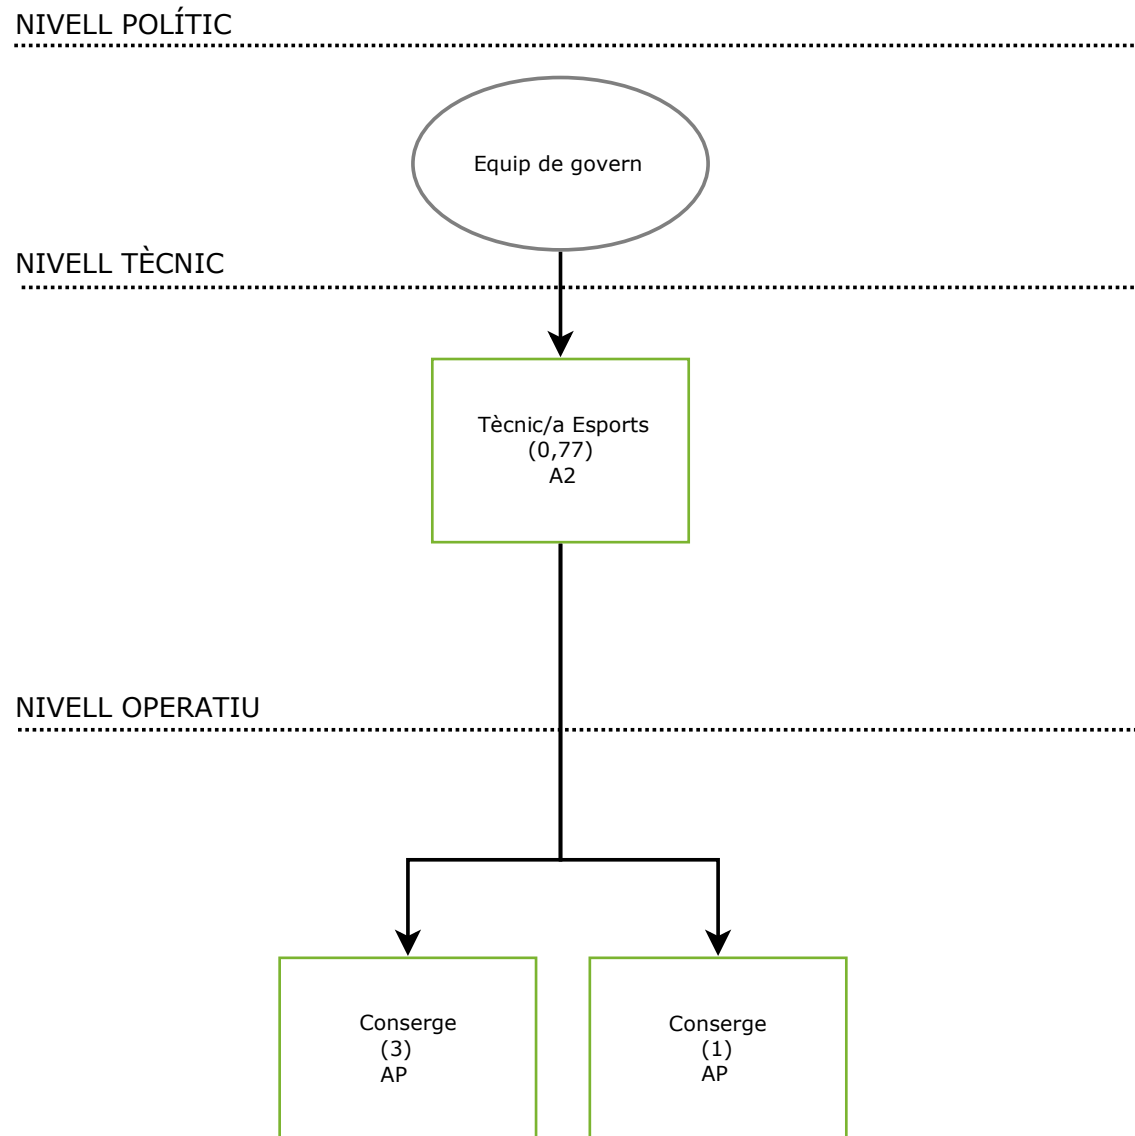 NIVELL POLÍTIC
Equip de govern
NIVELL TÈCNIC
Tècnic/a Esports
(0,77)
A2
NIVELL OPERATIU
Conserge
(3)
AP
Conserge
(1)
AP